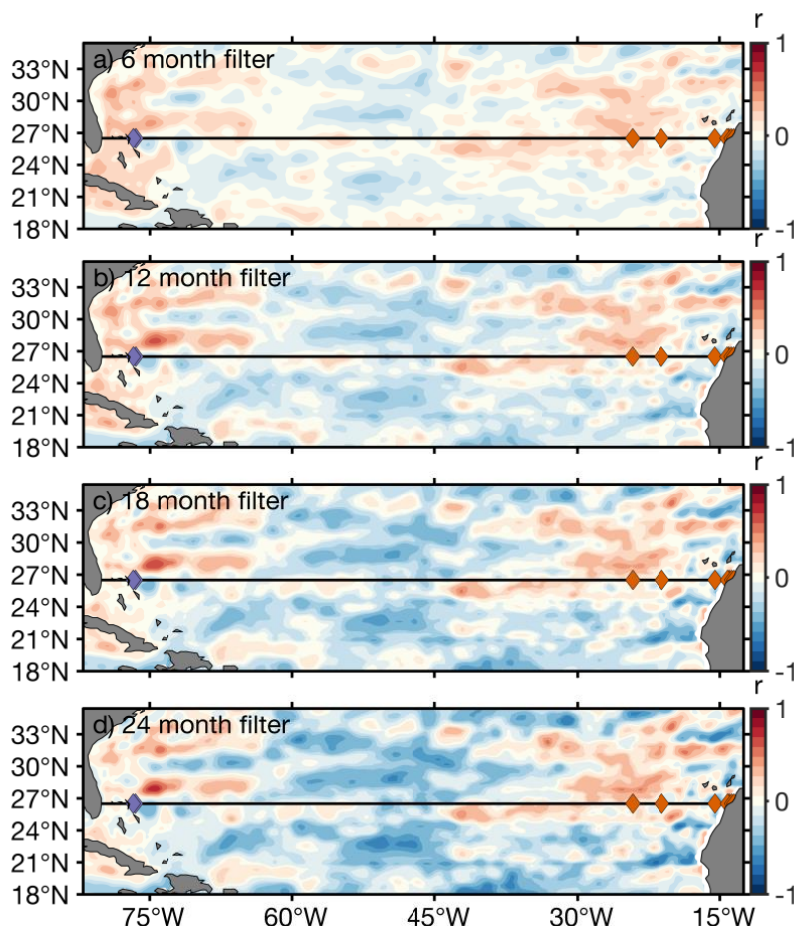 r
a) 6 month filter
1
33°N
30°N
27°N
0
24°N
21°N
18°N
-1
r
b) 12 month filter
1
33°N
30°N
27°N
0
24°N
21°N
18°N
-1
r
c) 18 month filter
1
33°N
30°N
27°N
0
24°N
21°N
18°N
-1
r
d) 24 month filter
1
33°N
30°N
27°N
0
24°N
21°N
18°N
-1
75°W 60°W 45°W 30°W 15°W